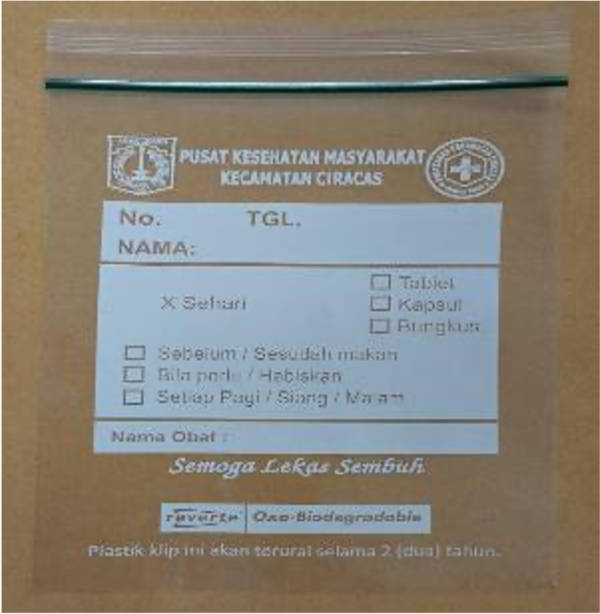 PUSAT KESEHATAN MASYARAKAT
KECAMATAN CIRACAS
No. TGL.
NAMA:
X Sehari
Tablet
Kapsul
Bungkus
Sebelum / Sesudah makan
Bila perlu / Habiskan
Setiap Pagi / Siang / Malam
Nama Obat :
Semoga Lekas Sembuh
reverte Oxo-Biodegradable
Plastik klip ini akan terurai selama 2 (dua) tahun.